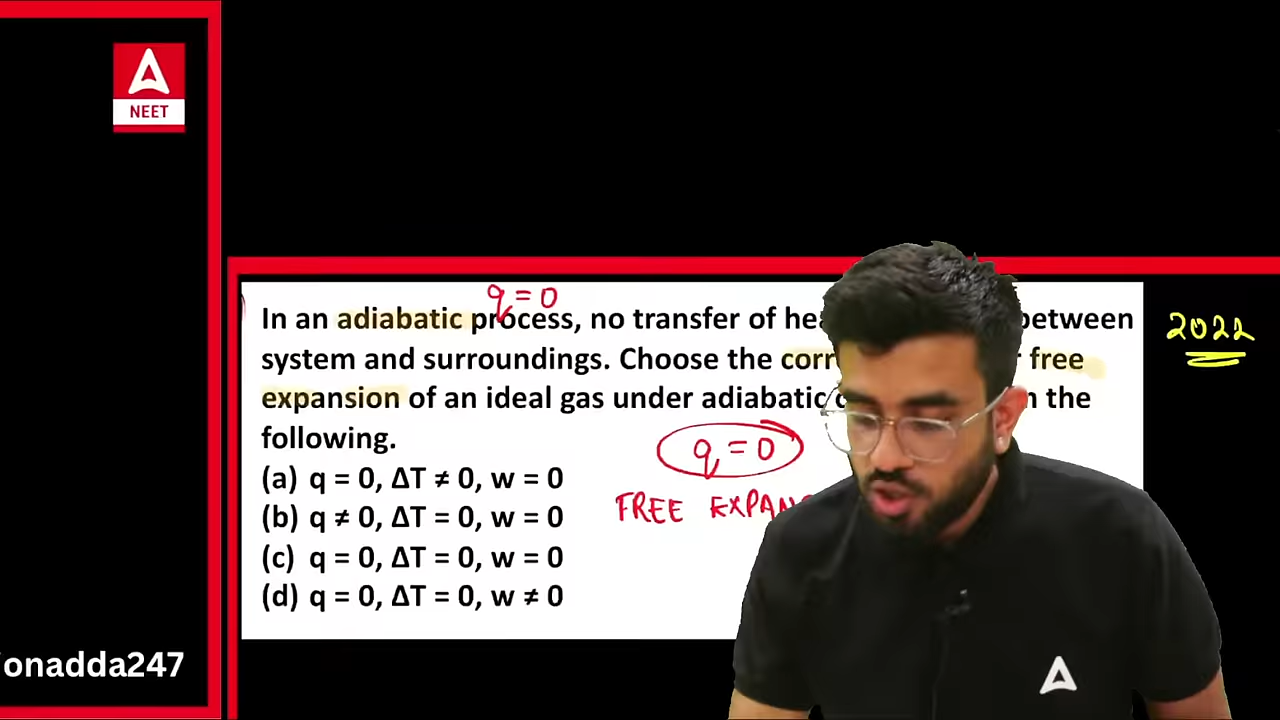 NEET
q = 0
In an adiabatic process, no transfer of between
system and surroundings. Choose the free
expansion of an ideal gas under adiabatic the
following.
2022
(a) q = 0, ΔT ≠ 0, w = 0
(b) q ≠ 0, ΔT = 0, w = 0
(c) q = 0, ΔT = 0, w = 0
(d) q = 0, ΔT = 0, w ≠ 0
q = 0
FREE
onadda247